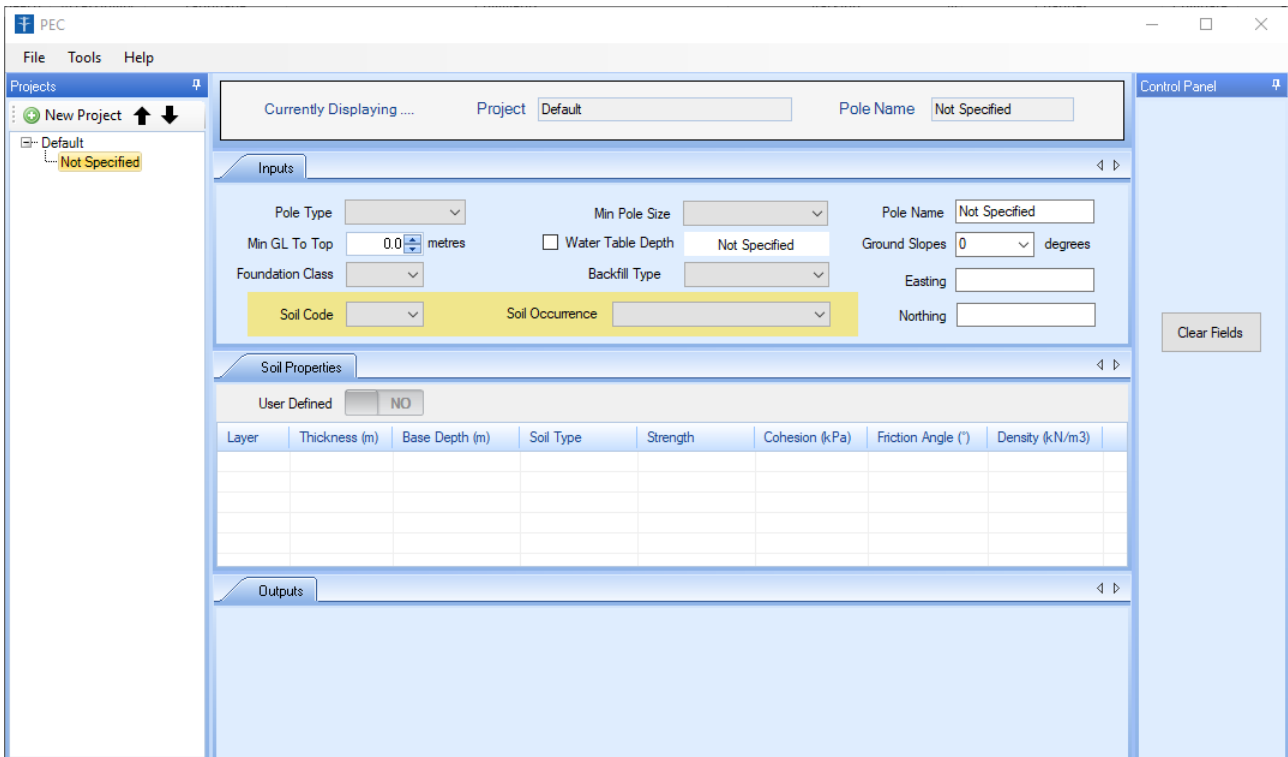 PEC
File Tools Help
Projects
New Project
Default
Not Specified
Currently Displaying .... Project Default Pole Name Not Specified
Inputs
Pole Type Min Pole Size Pole Name Not Specified
Min GL To Top 0.0 metres Water Table Depth Not Specified Ground Slopes 0 degrees
Foundation Class Backfill Type Easting
Soil Code Soil Occurrence Northing
Soil Properties
User Defined NO
Layer Thickness (m) Base Depth (m) Soil Type Strength Cohesion (kPa) Friction Angle (°) Density (kN/m3)
Outputs
Control Panel
Clear Fields